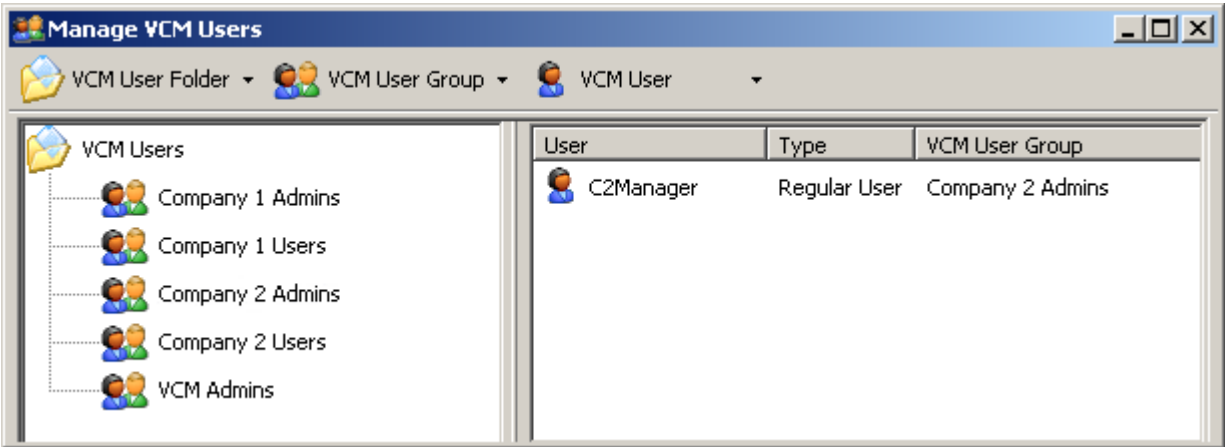 Manage VCM Users
VCM User Folder VCM User Group VCM User
VCM Users
Company 1 Admins
Company 1 Users
Company 2 Admins
Company 2 Users
VCM Admins
User Type VCM User Group
C2Manager Regular User Company 2 Admins